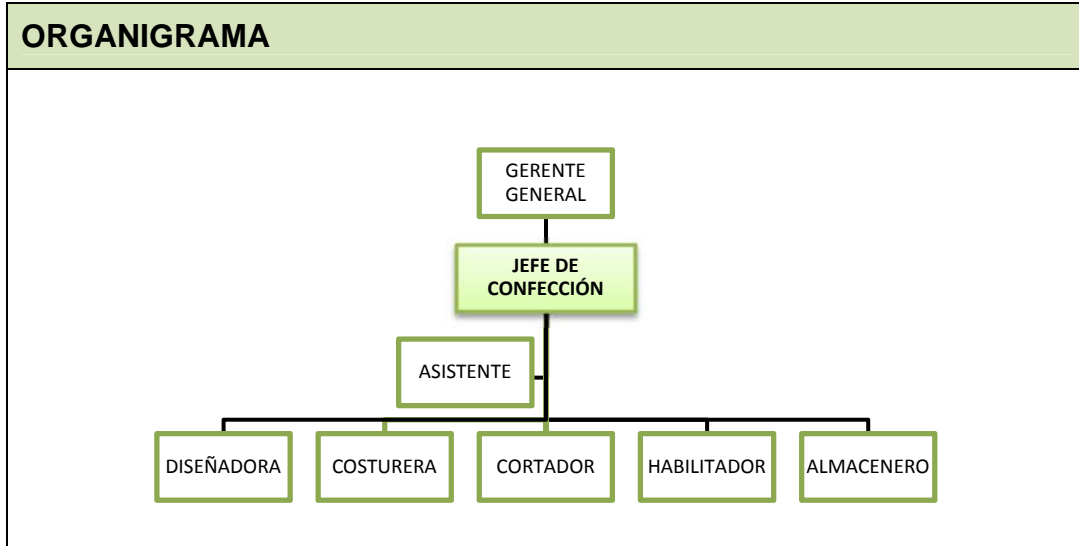 ORGANIGRAMA
GERENTE
GENERAL
JEFE DE
CONFECCIÓN
ASISTENTE
DISEÑADORA
COSTURERA
CORTADOR
HABILITADOR
ALMACENERO